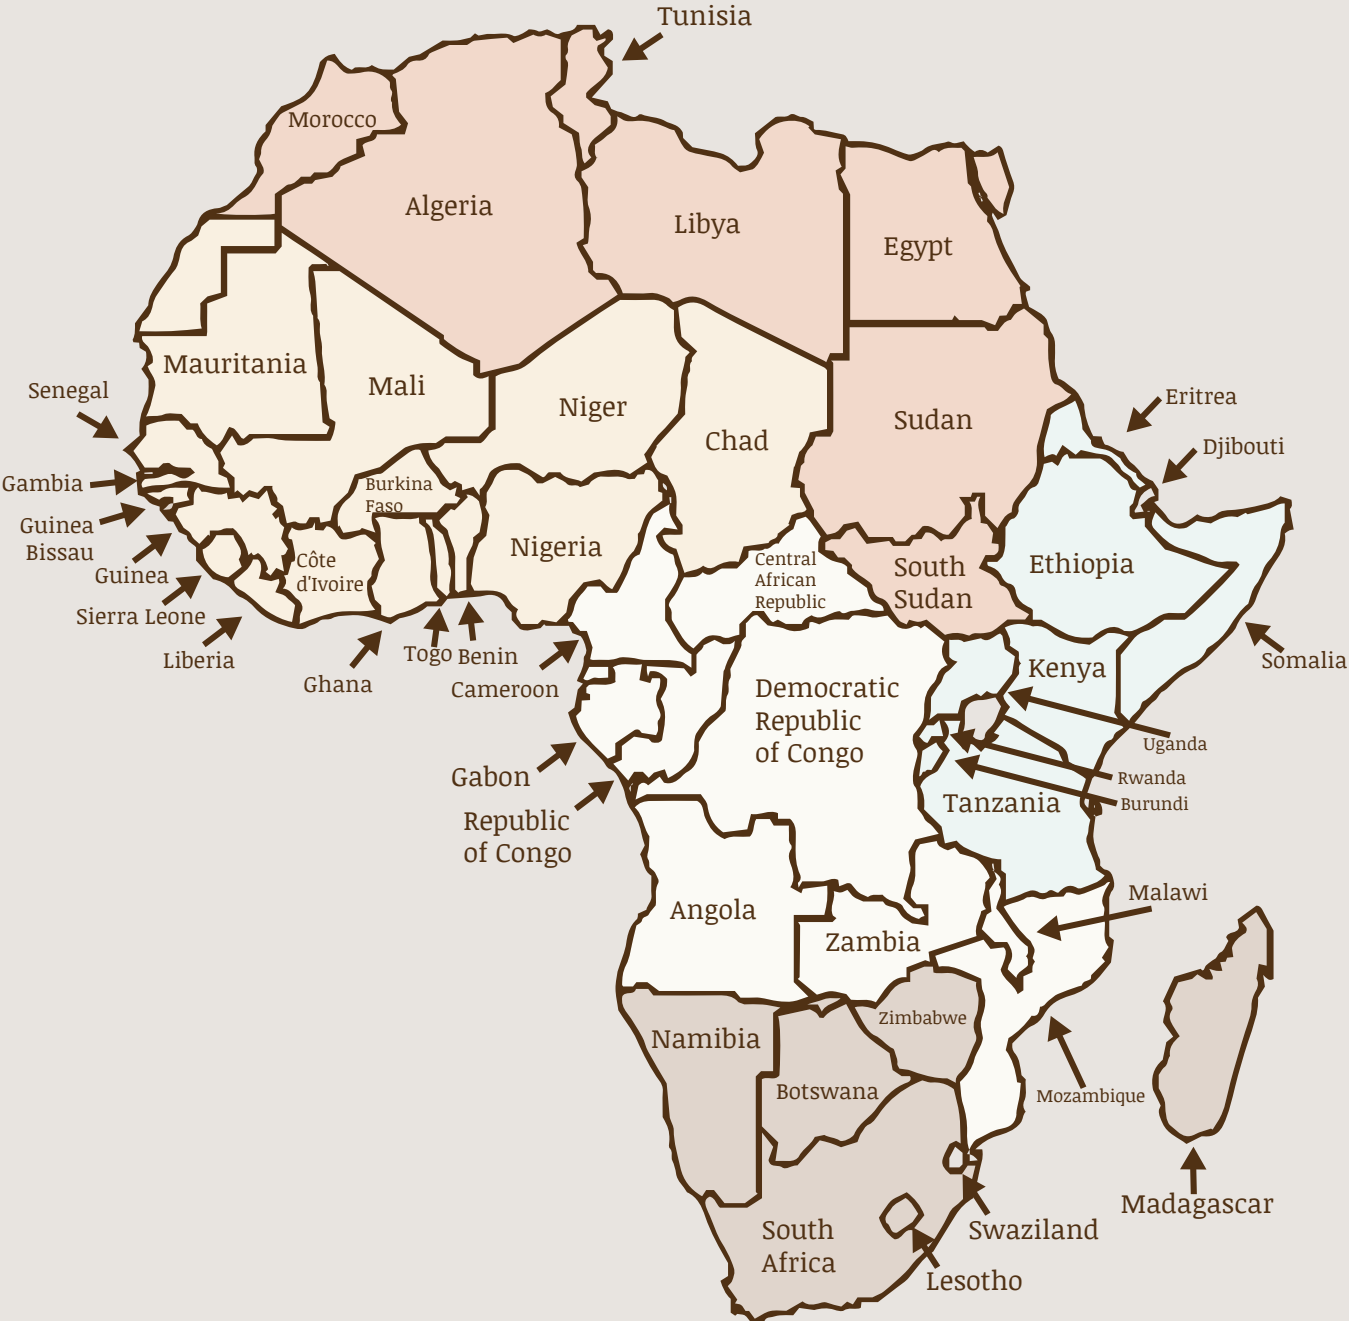 Tunisia
Morocco
Algeria
Libya
Egypt
Mauritania
Mali
Niger
Chad
Sudan
Senegal
Eritrea
Djibouti
Gambia
Burkina
Faso
Guinea
Bissau
Guinea
Nigeria
Côte
d'Ivoire
Central
African
Republic
South
Sudan
Ethiopia
Sierra Leone
Liberia
Ghana
Togo
Benin
Cameroon
Kenya
Somalia
Democratic
Republic
of Congo
Uganda
Rwanda
Burundi
Gabon
Republic
of Congo
Tanzania
Angola
Zambia
Malawi
Namibia
Zimbabwe
Botswana
Mozambique
Madagascar
South
Africa
Swaziland
Lesotho